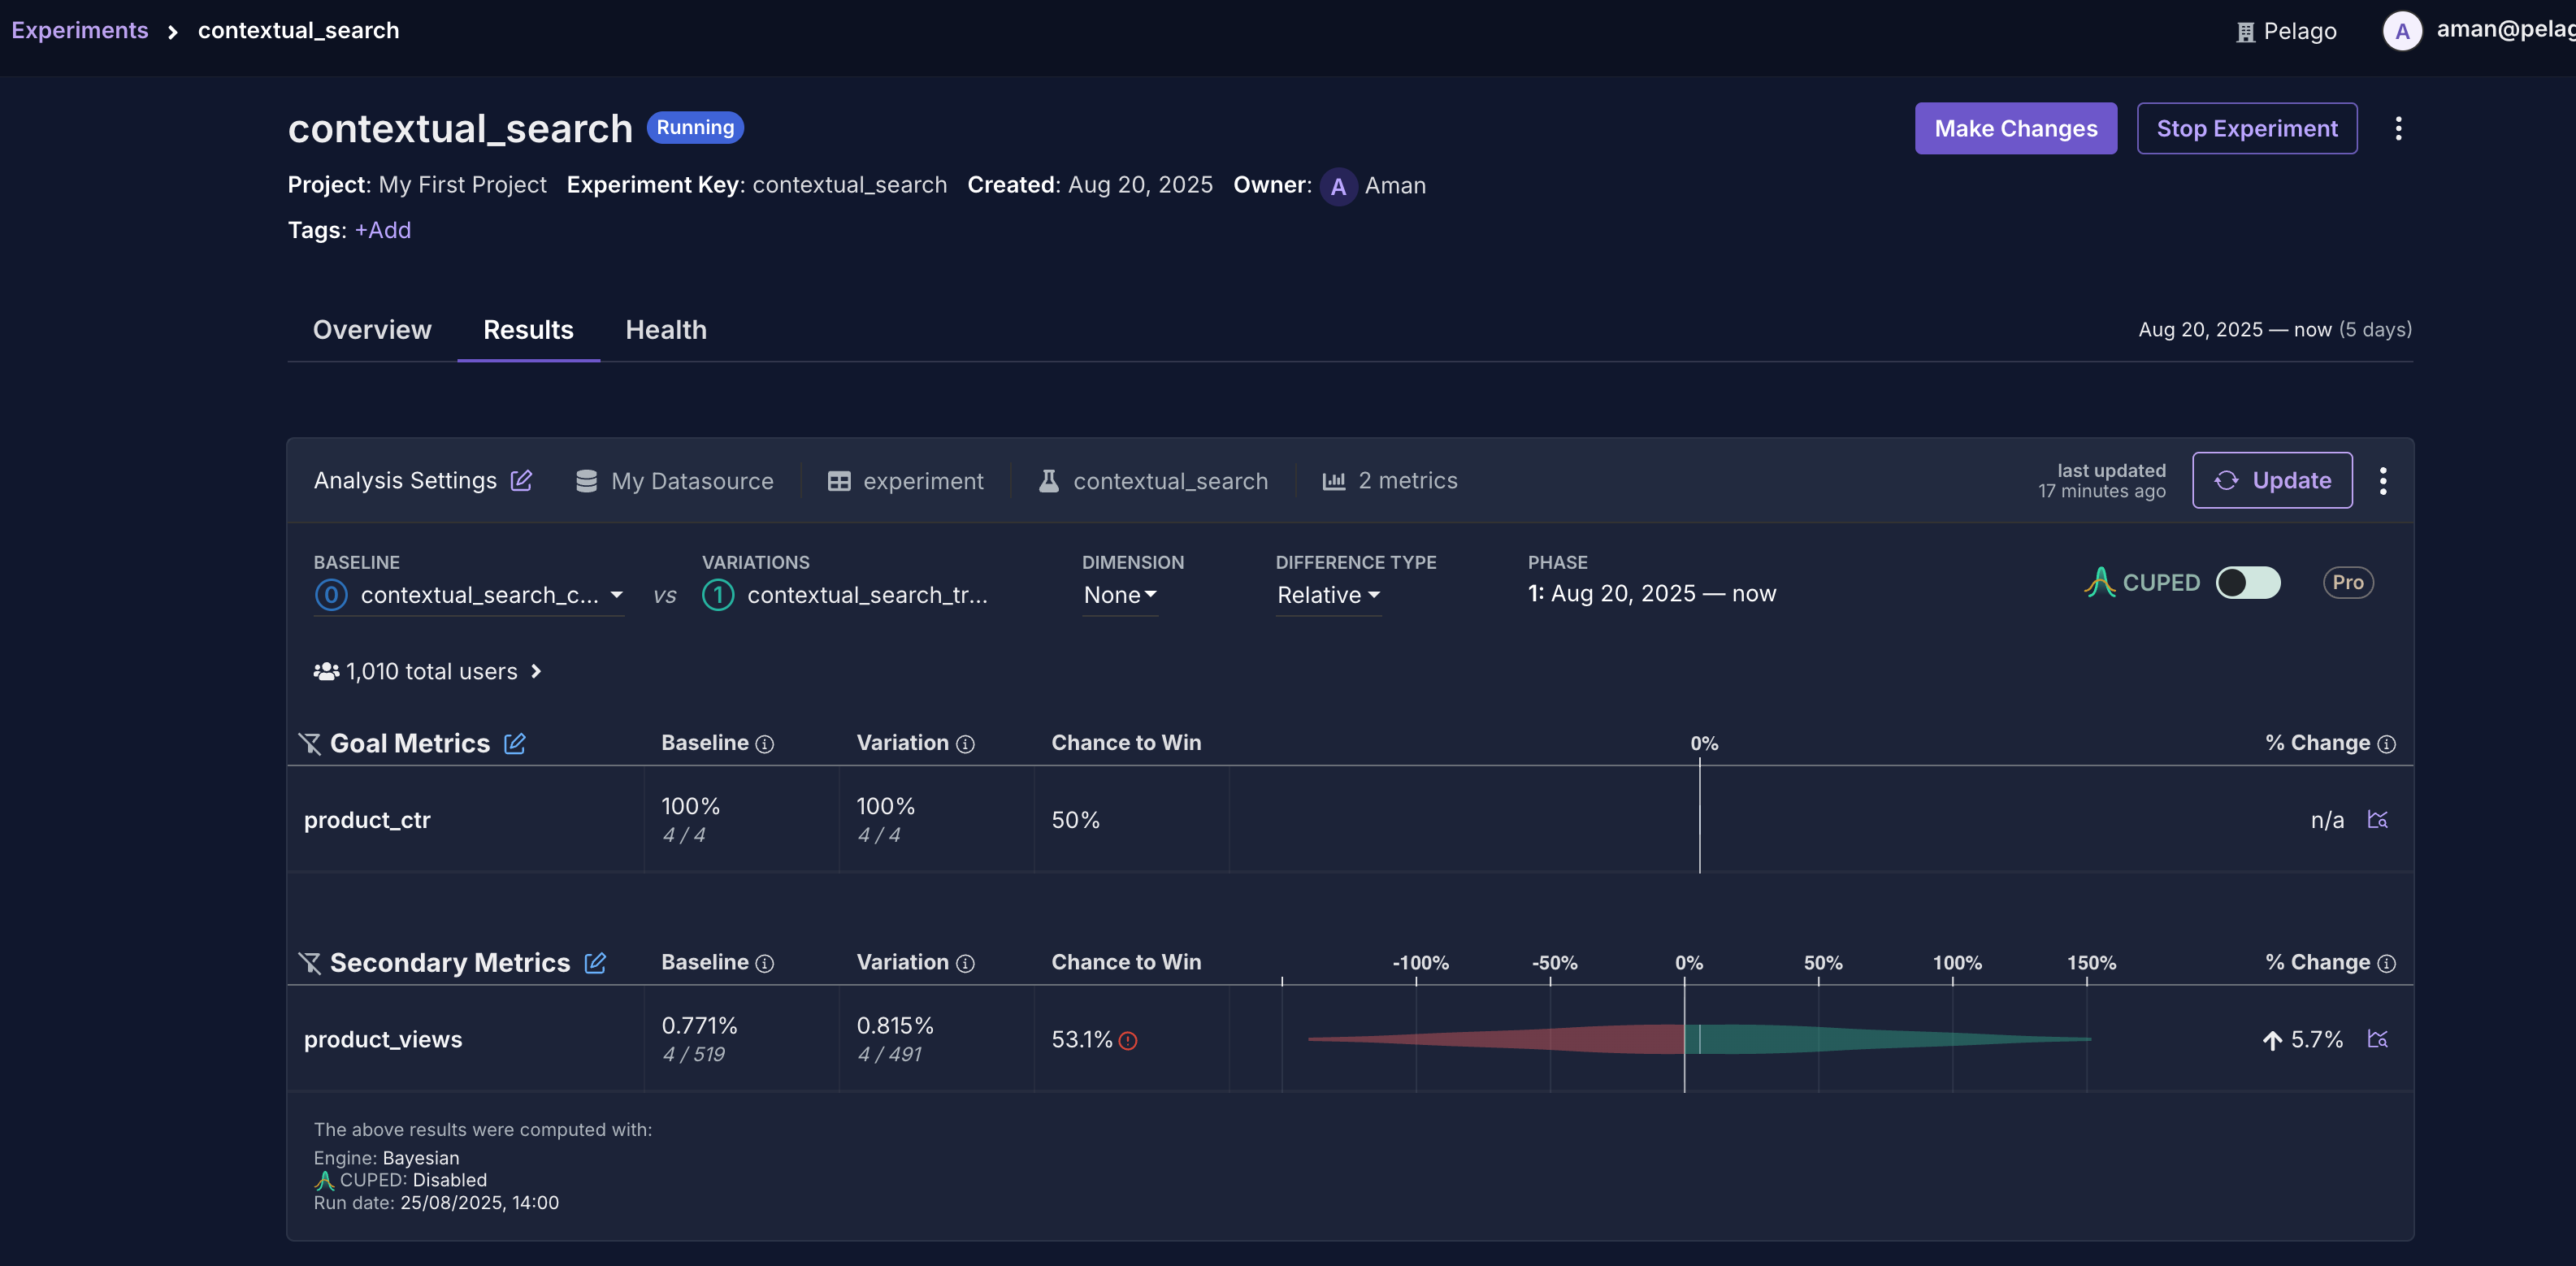 Experiments > contextual_search
Pelago
A aman@pelag
contextual_search Running
Make Changes
Stop Experiment
Project: My First Project Experiment Key: contextual_search Created: Aug 20, 2025 Owner: A Aman
Tags: +Add
Overview Results Health
Aug 20, 2025 — now (5 days)
Analysis Settings My Datasource experiment contextual_search 2 metrics
last updated
17 minutes ago
Update
BASELINE VARIATIONS DIMENSION DIFFERENCE TYPE PHASE
0 contextual_search_c... vs 1 contextual_search_tr... None Relative 1: Aug 20, 2025 — now
CUPED Pro
1,010 total users >
Goal Metrics Baseline Variation Chance to Win 0% % Change
product_ctr 100% 100% 50% n/a
4 / 4 4 / 4
Secondary Metrics Baseline Variation Chance to Win -100% -50% 0% 50% 100% 150% % Change
product_views 0.771% 0.815% 53.1% 5.7%
4 / 519 4 / 491
The above results were computed with:
Engine: Bayesian
CUPED: Disabled
Run date: 25/08/2025, 14:00